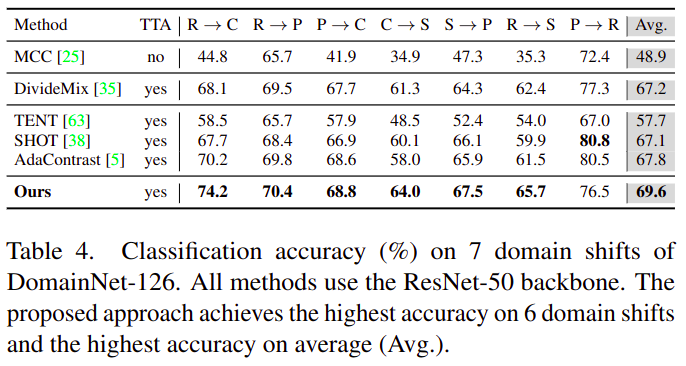 Method TTA R → C R → P P → C C → S S → P R → S P → R Avg.
MCC [25] no 44.8 65.7 41.9 34.9 47.3 35.3 72.4 48.9
DivideMix [35] yes 68.1 69.5 67.7 61.3 64.3 62.4 77.3 67.2
TENT [63] yes 58.5 65.7 57.9 48.5 52.4 54.0 67.0 57.7
SHOT [38] yes 67.7 68.4 66.9 60.1 66.1 59.9 80.8 67.1
AdaContrast [5] yes 70.2 69.8 68.6 58.0 65.9 61.5 80.5 67.8
Ours yes 74.2 70.4 68.8 64.0 67.5 65.7 76.5 69.6
Table 4. Classification accuracy (%) on 7 domain shifts of
DomainNet-126. All methods use the ResNet-50 backbone. The
proposed approach achieves the highest accuracy on 6 domain shifts
and the highest accuracy on average (Avg.).